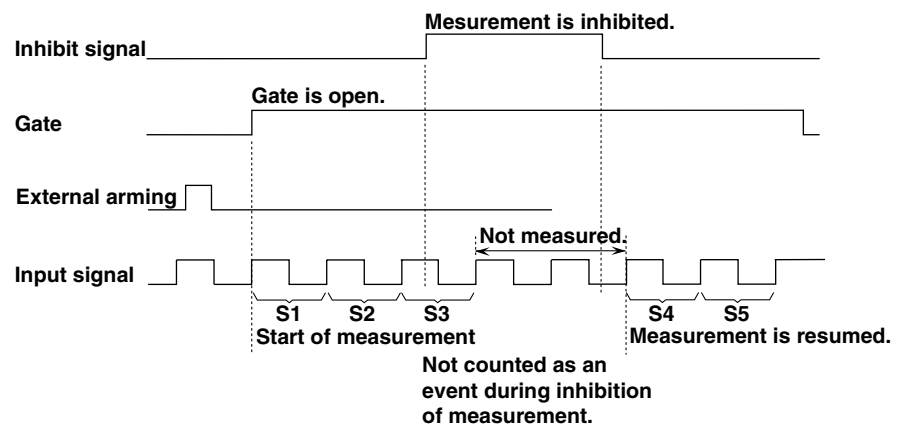 Mesurement is inhibited.
Inhibit signal
Gate is open.
Gate
External arming
Not measured.
Input signal
S1 S2 S3 S4 S5
Start of measurement Measurement is resumed.
Not counted as an
event during inhibition
of measurement.